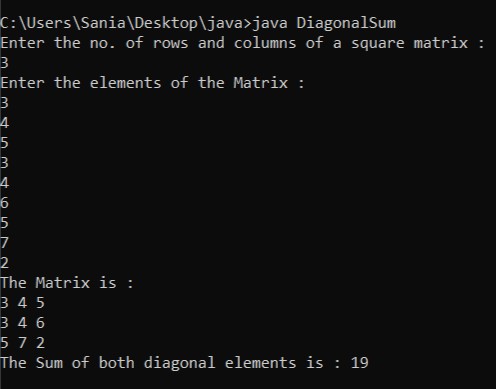 C:\Users\Sania\Desktop\java>java DiagonalSum
Enter the no. of rows and columns of a square matrix :
3
Enter the elements of the Matrix :
3
4
5
3
4
6
5
7
2
The Matrix is :
3 4 5
3 4 6
5 7 2
The Sum of both diagonal elements is : 19